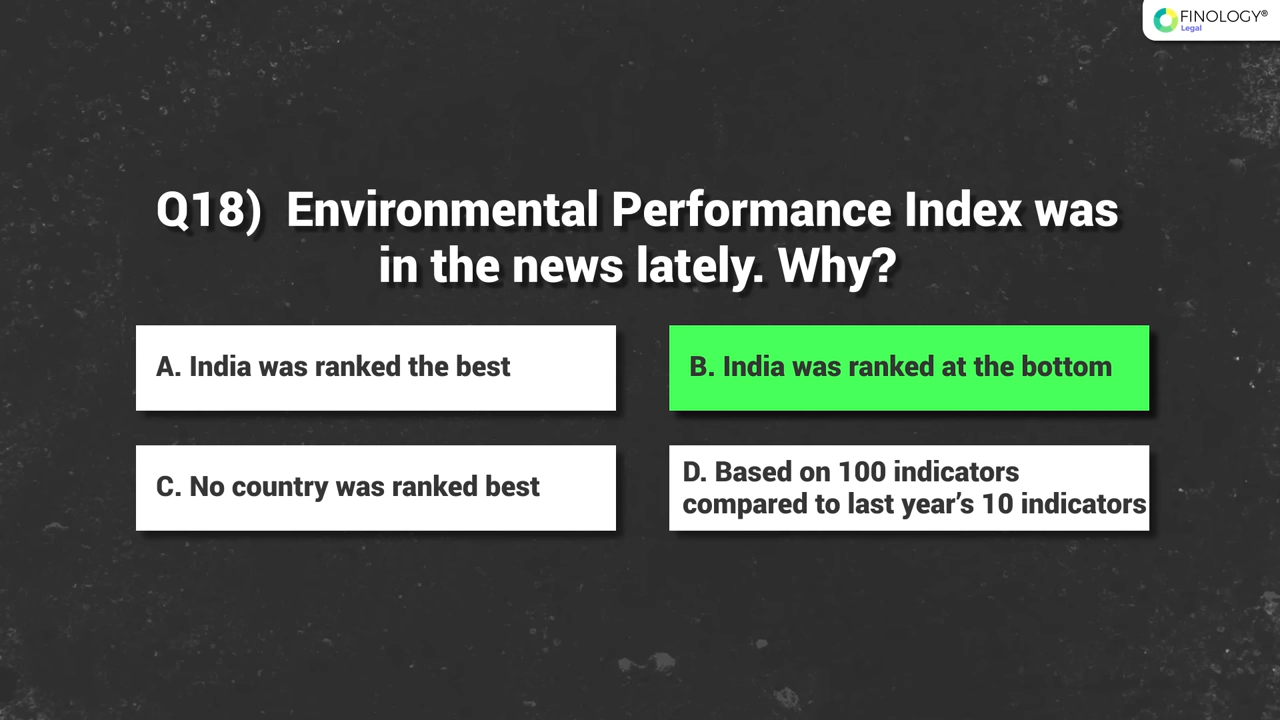 FINOLOGY®
Legal
Q18) Environmental Performance Index was
in the news lately. Why?
A. India was ranked the best
B. India was ranked at the bottom
C. No country was ranked best
D. Based on 100 indicators
compared to last year’s 10 indicators